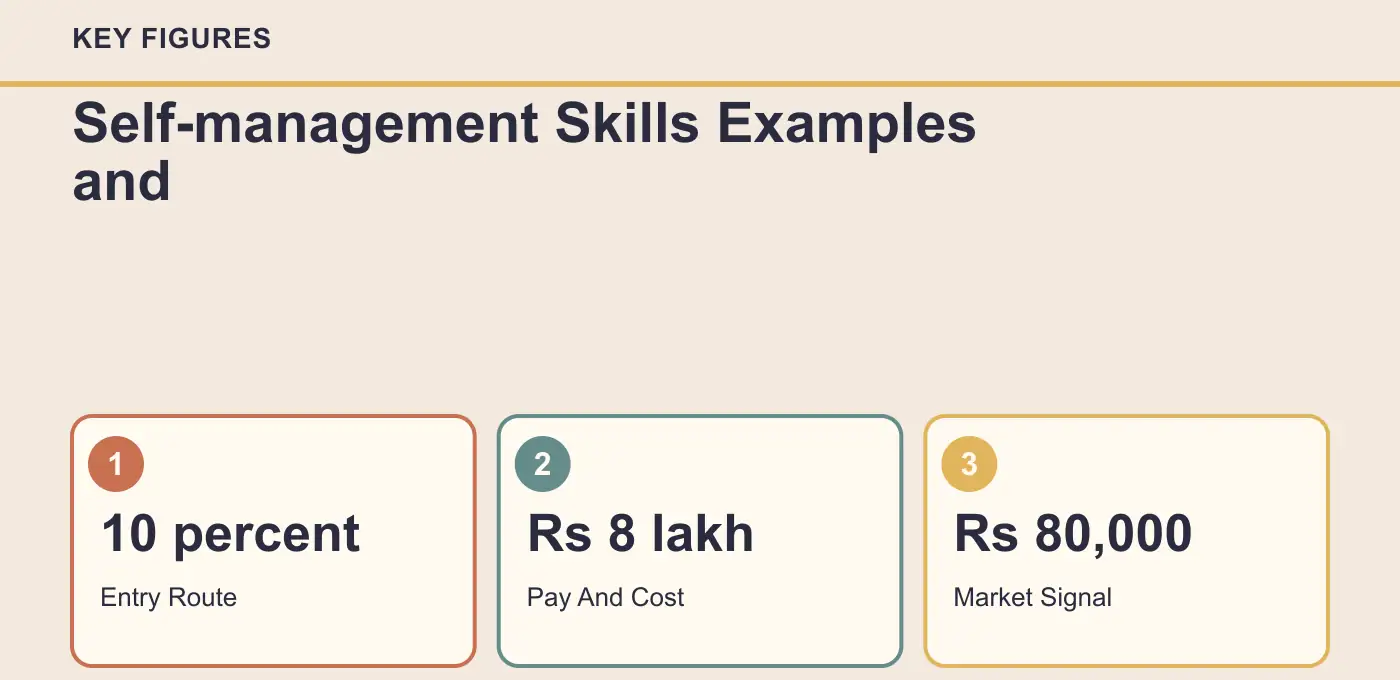 KEY FIGURES
Self-management Skills Examples
and
1
10 percent
Entry Route
2
Rs 8 lakh
Pay And Cost
3
Rs 80,000
Market Signal